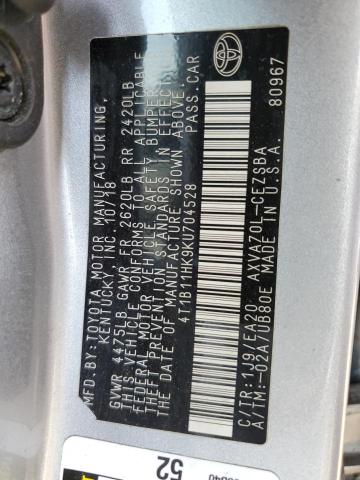 MFD.BY:TOYOTA MOTOR MANUFACTURING,
KENTUCKY, INC. 10/18
GVWR 4475LB GAWR FR 2620LB RR 2420LB
THIS VEHICLE CONFORMS TO ALL APPLICABLE
FEDERAL MOTOR VEHICLE SAFETY, BUMPER, AND
THEFT PREVENTION STANDARDS IN EFFECT ON
THE DATE OF MANUFACTURE SHOWN ABOVE.
4T1B11HK9KU704528 PASS.CAR
C/TR:1J9/EA20 AXVA70L-CEZSBA
A/TM:-02A/UB80E MADE IN U.S.A. 80967
52